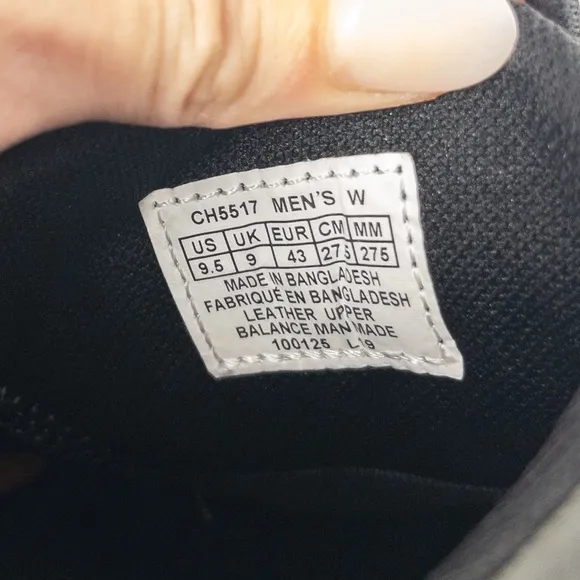 CH5517 MEN'S W
US UK EUR CM MM
9.5 9 43 27.5 275
MADE IN BANGLADESH
FABRIQUÉ EN BANGLADESH
LEATHER UPPER
BALANCE MAN MADE
100125 L19